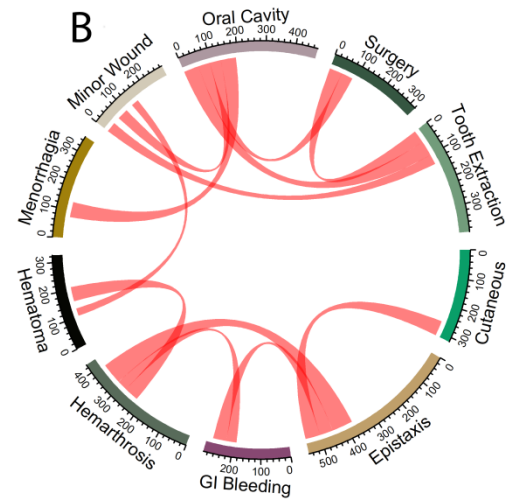 B
Oral Cavity
0 100 200 300 400
Surgery
0 100 200 300
Tooth Extraction
0 100 200 300
Cutaneous
0 100 200 300
Epistaxis
0 100 200 300 400 500
GI Bleeding
0 100 200
Hemarthrosis
0 100 200 300 400
Hematoma
0 100 200 300
Menorrhagia
0 100 200 300
Minor Wound
0 100 200